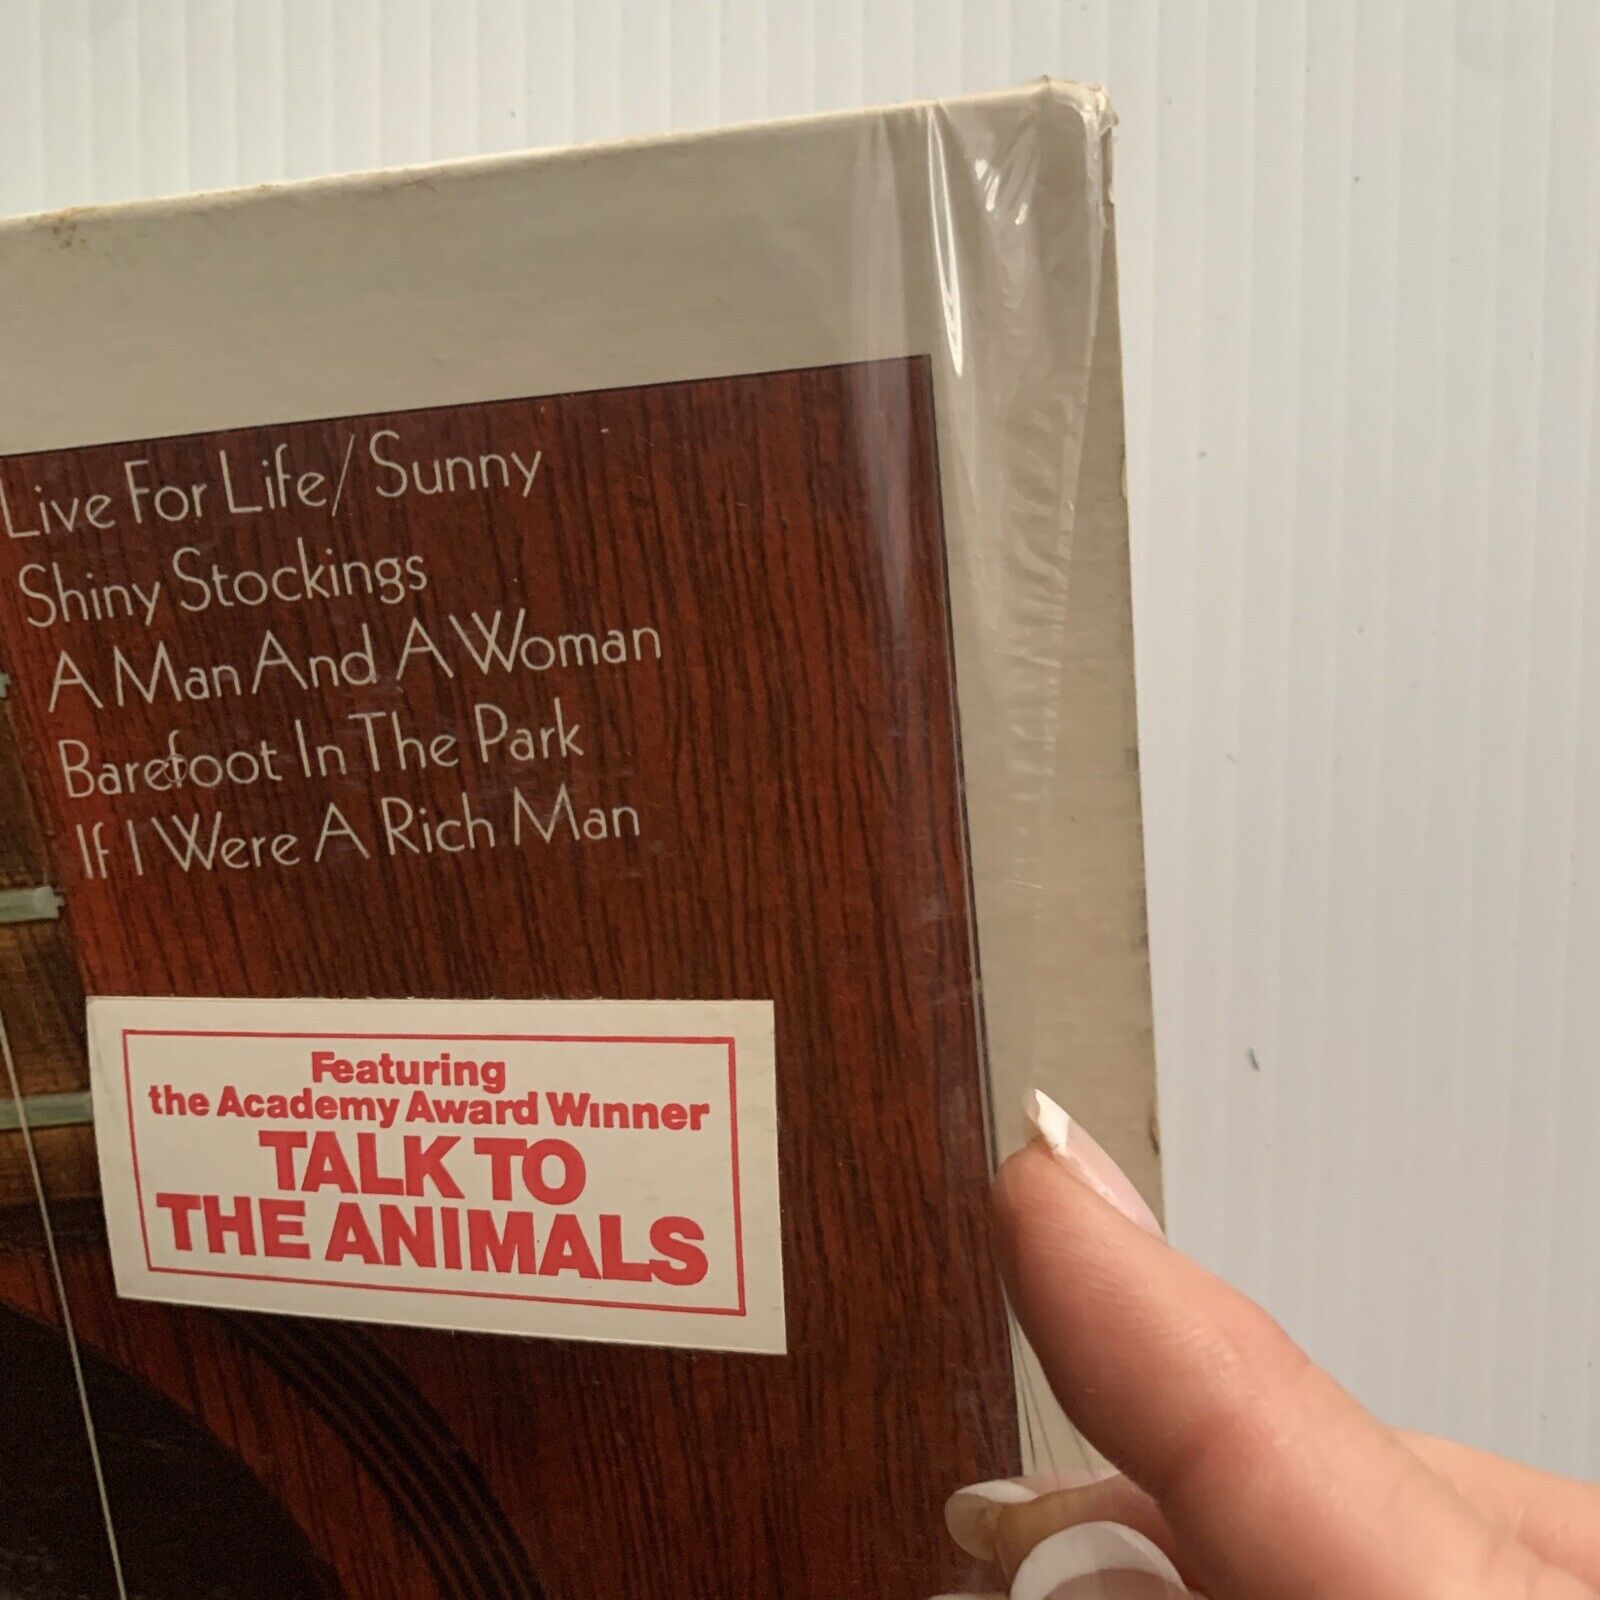 Live For Life/Sunny
Shiny Stockings
A Man And A Woman
Barefoot In The Park
If I Were A Rich Man
Featuring
the Academy Award Winner
TALK TO
THE ANIMALS